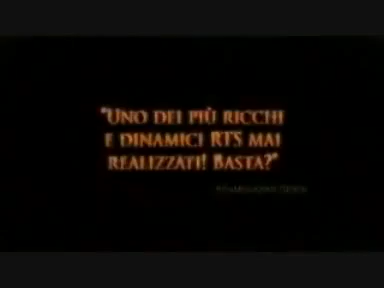 "UNO DEI PIÙ RICCHI
E DINAMICI RTS MAI
REALIZZATI! BASTA?"